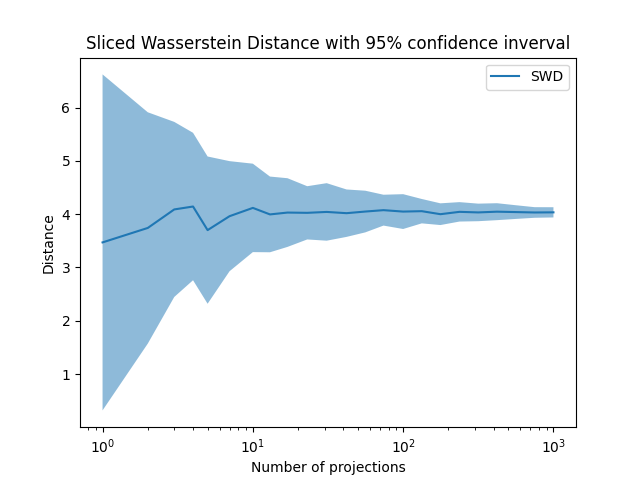 Sliced Wasserstein Distance with 95% confidence inverval
SWD
6
5
4
3
2
1
Distance
10⁰
10¹
10²
10³
Number of projections